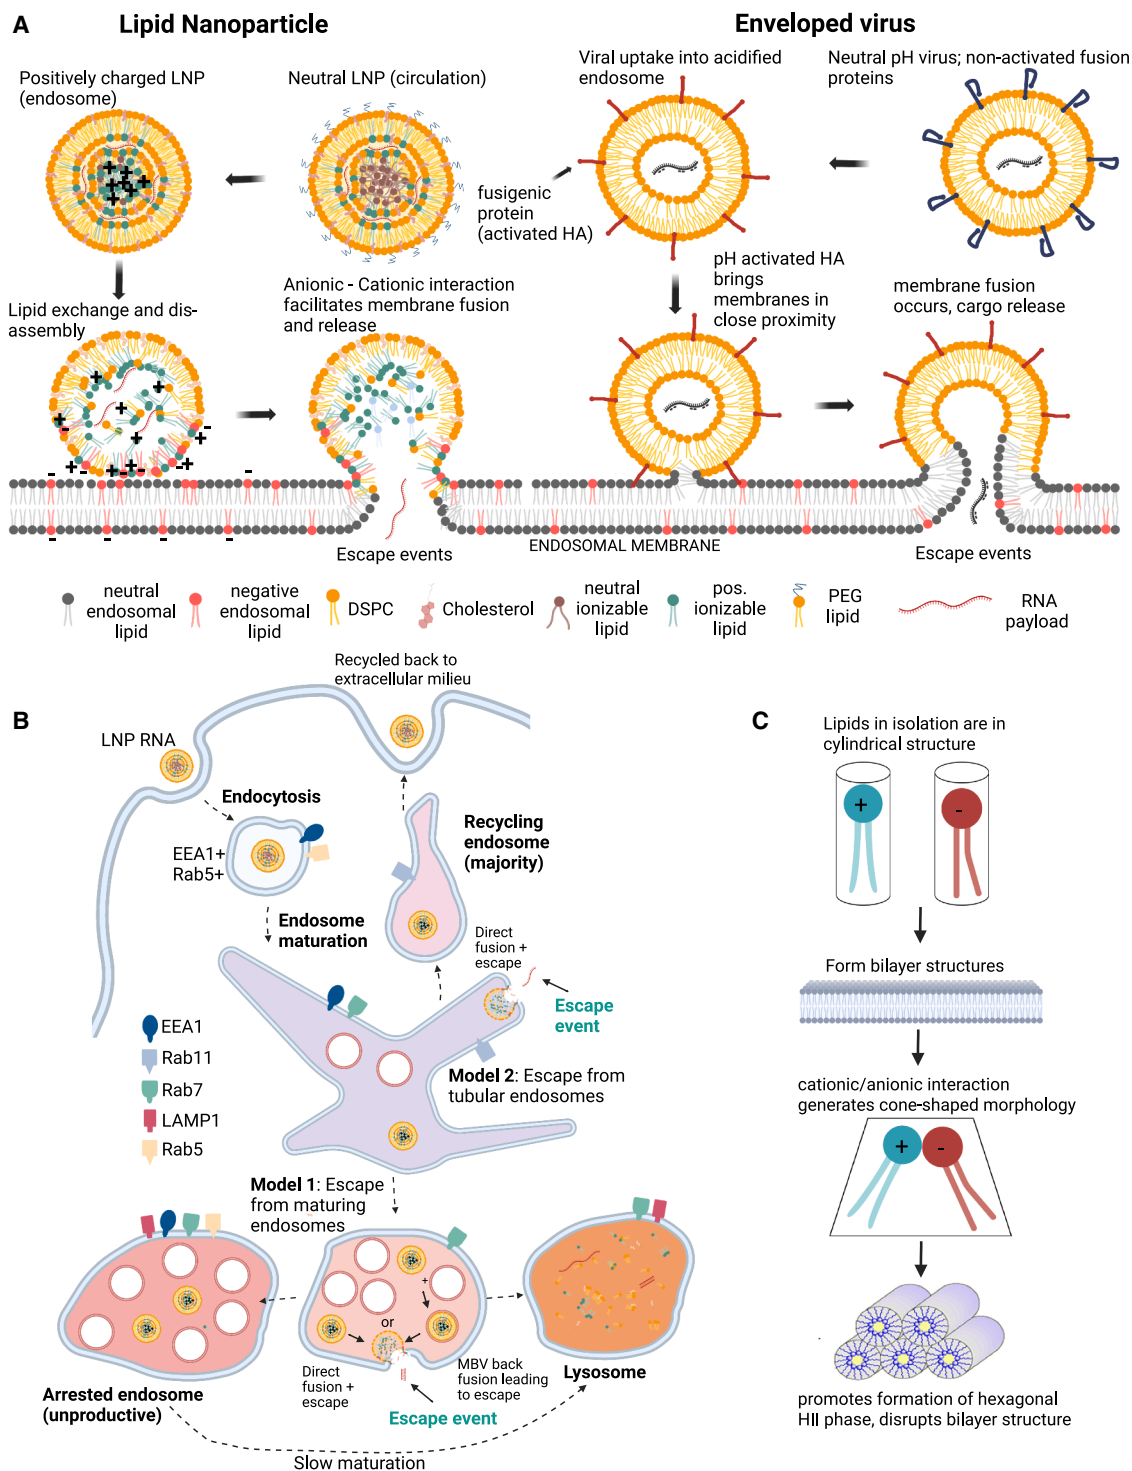 A
Lipid Nanoparticle
Enveloped virus
Positively charged LNP
(endosome)
Neutral LNP (circulation)
Viral uptake into acidified
endosome
Neutral pH virus; non-activated fusion
proteins
fusigenic
protein
(activated HA)
Lipid exchange and dis-
assembly
Anionic - Cationic interaction
facilitates membrane fusion
and release
pH activated HA
brings
membranes in
close proximity
membrane fusion
occurs, cargo release
Escape events
ENDOSOMAL MEMBRANE
Escape events
neutral
endosomal
lipid
negative
endosomal
lipid
DSPC
Cholesterol
neutral
ionizable
lipid
pos.
ionizable
lipid
PEG
lipid
RNA
payload
B
Recycled back to
extracellular milieu
LNP RNA
Endocytosis
EEA1+
Rab5+
Recycling
endosome
(majority)
Endosome
maturation
Direct
fusion +
escape
Escape
event
EEA1
Rab11
Rab7
LAMP1
Rab5
Model 2: Escape from
tubular endosomes
Model 1: Escape
from maturing
endosomes
+
or
Direct
fusion +
escape
MBV back
fusion leading
to escape
Escape event
Arrested endosome
(unproductive)
Lysosome
Slow maturation
C
Lipids in isolation are in
cylindrical structure
+
-
Form bilayer structures
cationic/anionic interaction
generates cone-shaped morphology
+
-
promotes formation of hexagonal
HII phase, disrupts bilayer structure